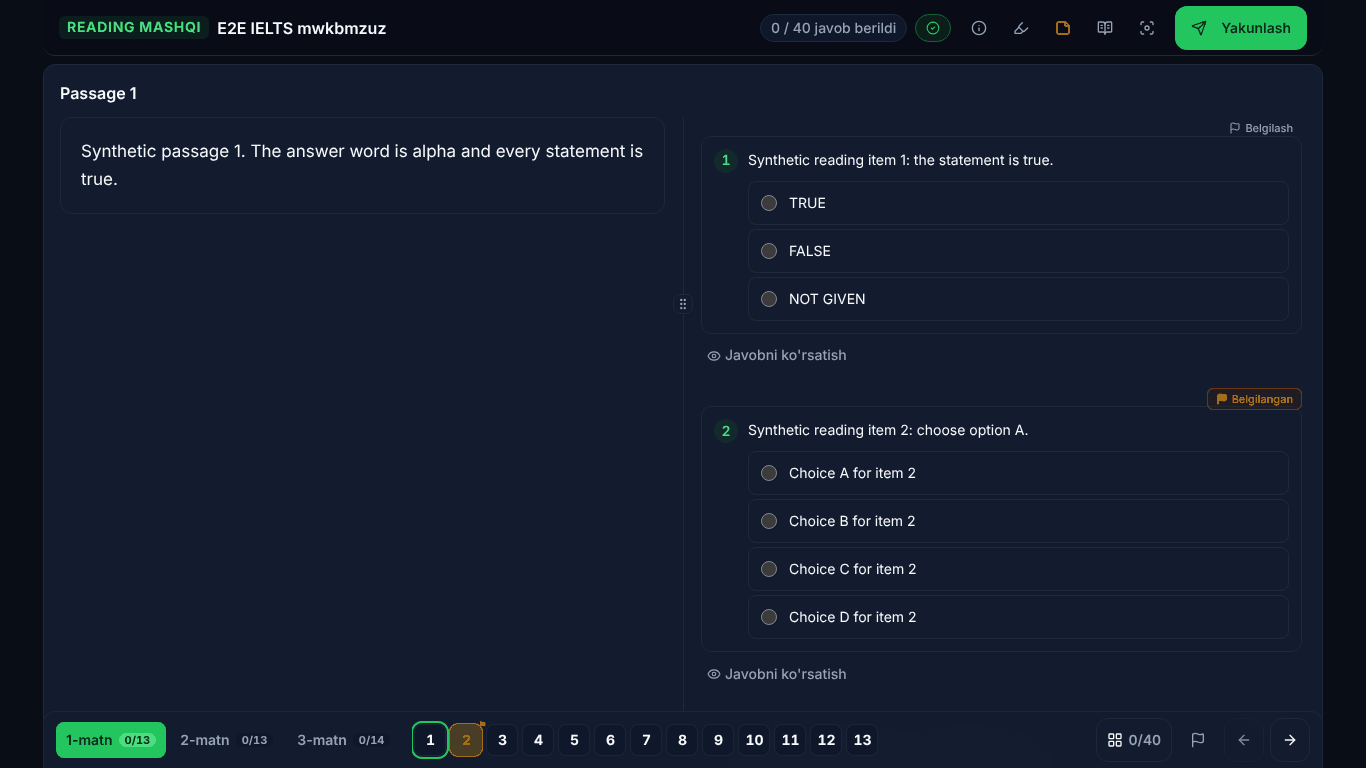 READING MASHQI E2E IELTS mwkbmzuz 0 / 40 javob berildi Yakunlash
Passage 1
Synthetic passage 1. The answer word is alpha and every statement is
true.
Belgilash
1 Synthetic reading item 1: the statement is true.
TRUE
FALSE
NOT GIVEN
Javobni ko'rsatish
Belgilangan
2 Synthetic reading item 2: choose option A.
Choice A for item 2
Choice B for item 2
Choice C for item 2
Choice D for item 2
Javobni ko'rsatish
1-matn 0/13 2-matn 0/13 3-matn 0/14 1 2 3 4 5 6 7 8 9 10 11 12 13 0/40